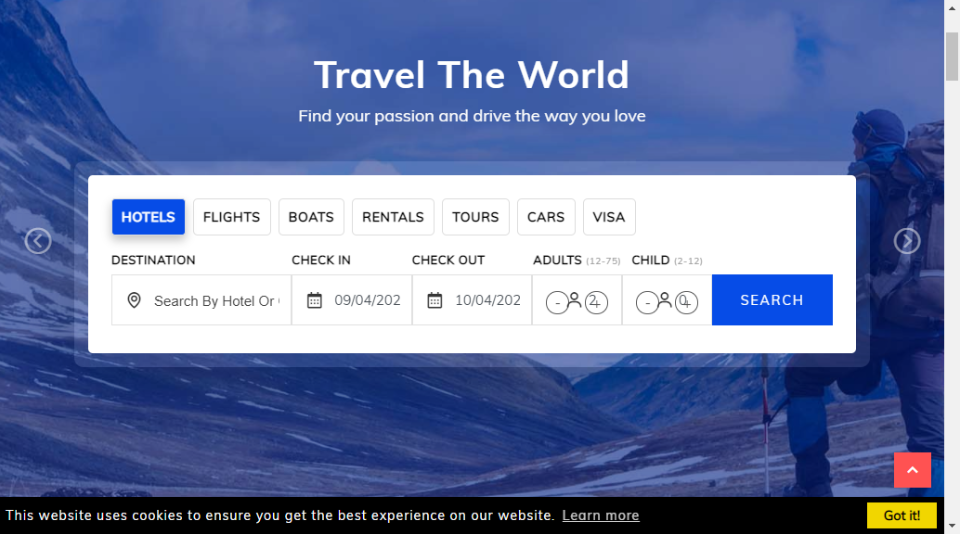 Travel The World
Find your passion and drive the way you love
HOTELS FLIGHTS BOATS RENTALS TOURS CARS VISA
DESTINATION CHECK IN CHECK OUT ADULTS (12-75) CHILD (2-12)
Search By Hotel Or 09/04/202 10/04/202 - 2+ - 0+ SEARCH
This website uses cookies to ensure you get the best experience on our website. Learn more Got it!